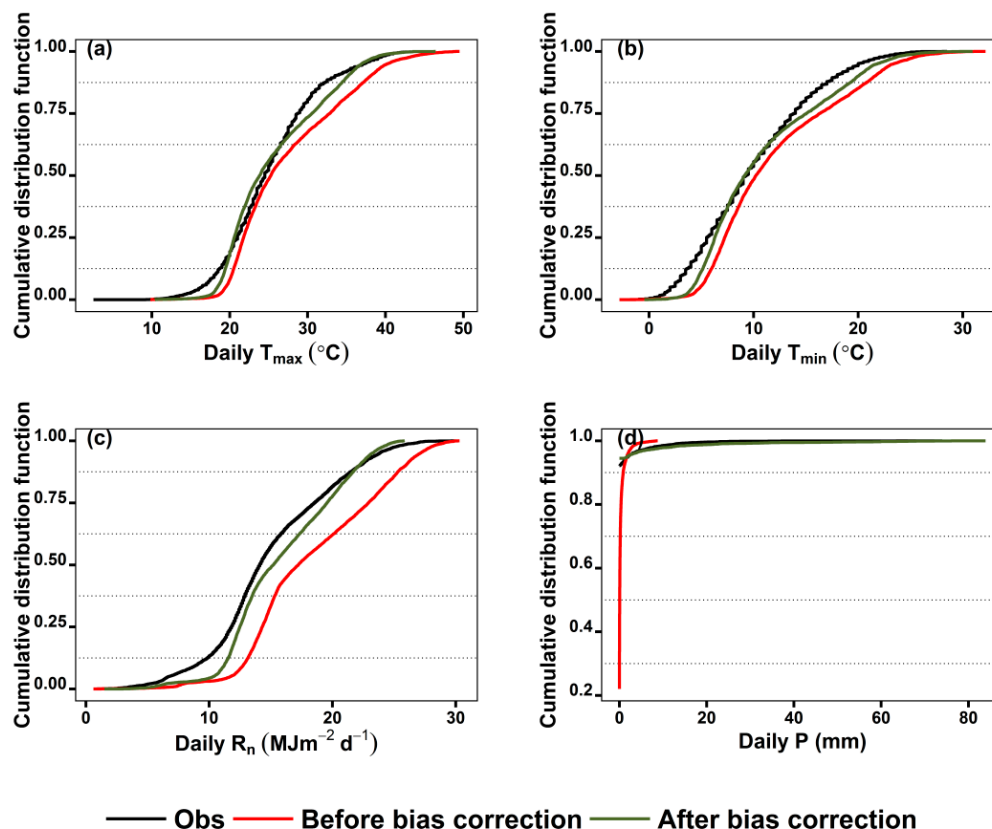 (a)
Cumulative distribution function
1.00
0.75
0.50
0.25
0.00
10 20 30 40 50
Daily Tmax (°C)
(b)
Cumulative distribution function
1.00
0.75
0.50
0.25
0.00
0 10 20 30
Daily Tmin (°C)
(c)
Cumulative distribution function
1.00
0.75
0.50
0.25
0.00
0 10 20 30
Daily Rn (MJm−2 d−1)
(d)
Cumulative distribution function
1.0
0.8
0.6
0.4
0.2
0 20 40 60 80
Daily P (mm)
Obs Before bias correction After bias correction